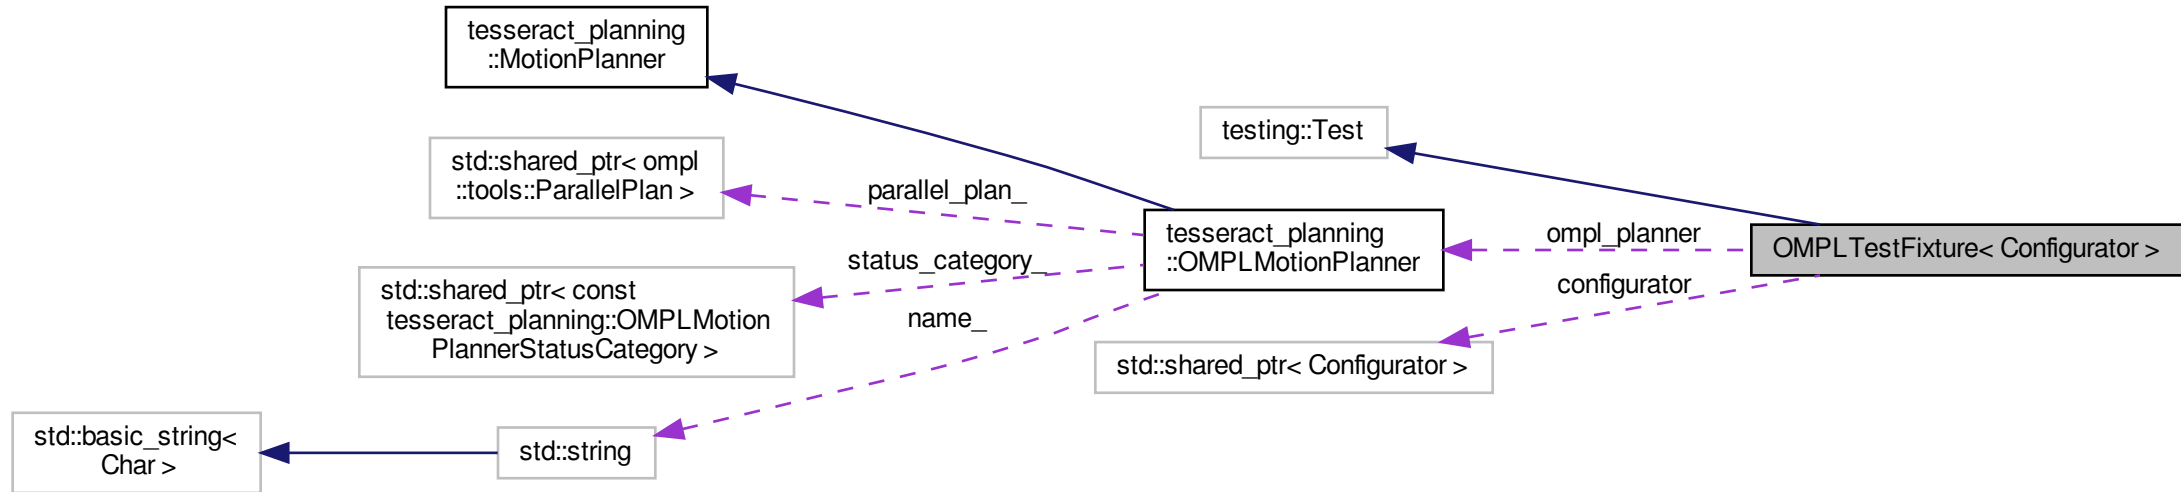 tesseract_planning
::MotionPlanner
testing::Test
std::shared_ptr< ompl
::tools::ParallelPlan >
parallel_plan_
tesseract_planning
::OMPLMotionPlanner
ompl_planner
OMPLTestFixture< Configurator >
status_category_
configurator
std::shared_ptr< const
tesseract_planning::OMPLMotion
PlannerStatusCategory >
name_
std::shared_ptr< Configurator >
std::basic_string<
Char >
std::string